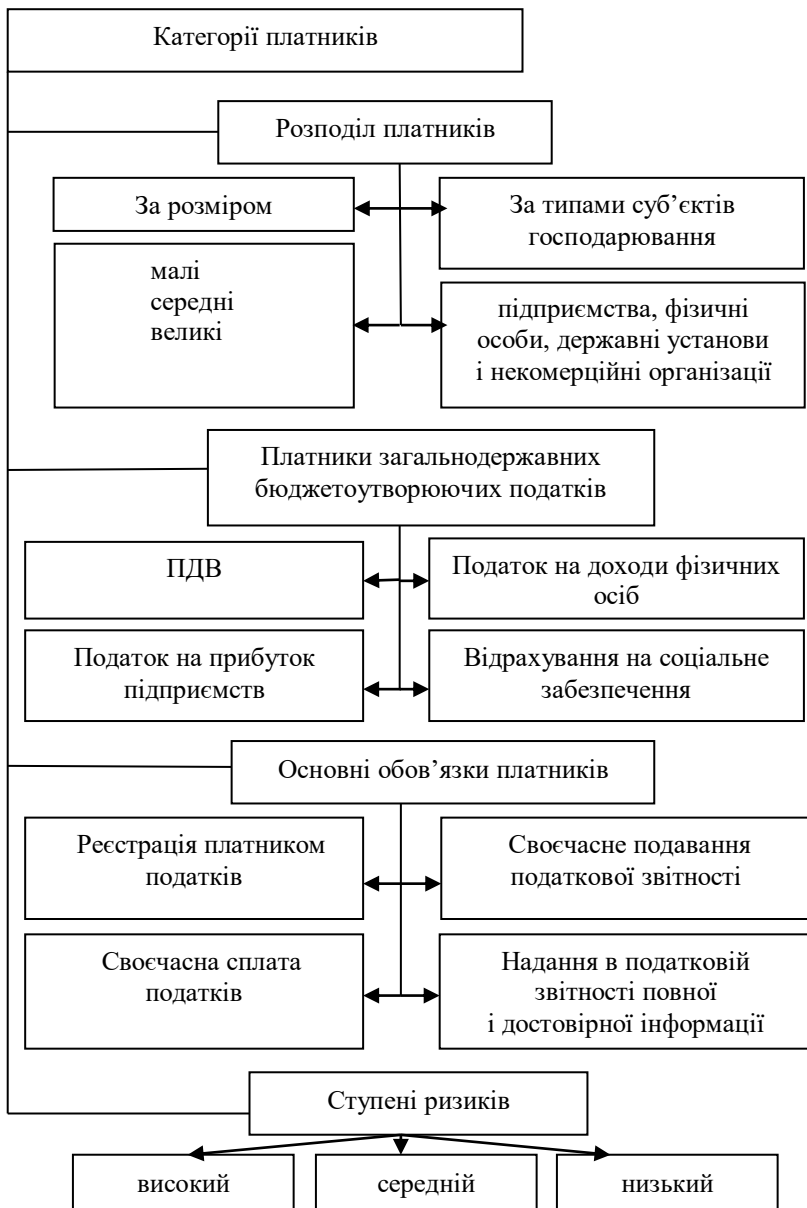 Категорії платників
Розподіл платників
За розміром
За типами суб’єктів
господарювання
малі
середні
великі
підприємства, фізичні
особи, державні установи
і некомерційні організації
Платники загальнодержавних
бюджетоутворюючих податків
ПДВ
Податок на доходи фізичних
осіб
Податок на прибуток
підприємств
Відрахування на соціальне
забезпечення
Основні обов’язки платників
Реєстрація платником
податків
Своєчасне подавання
податкової звітності
Своєчасна сплата
податків
Надання в податковій
звітності повної
і достовірної інформації
Ступені ризиків
високий
середній
низький